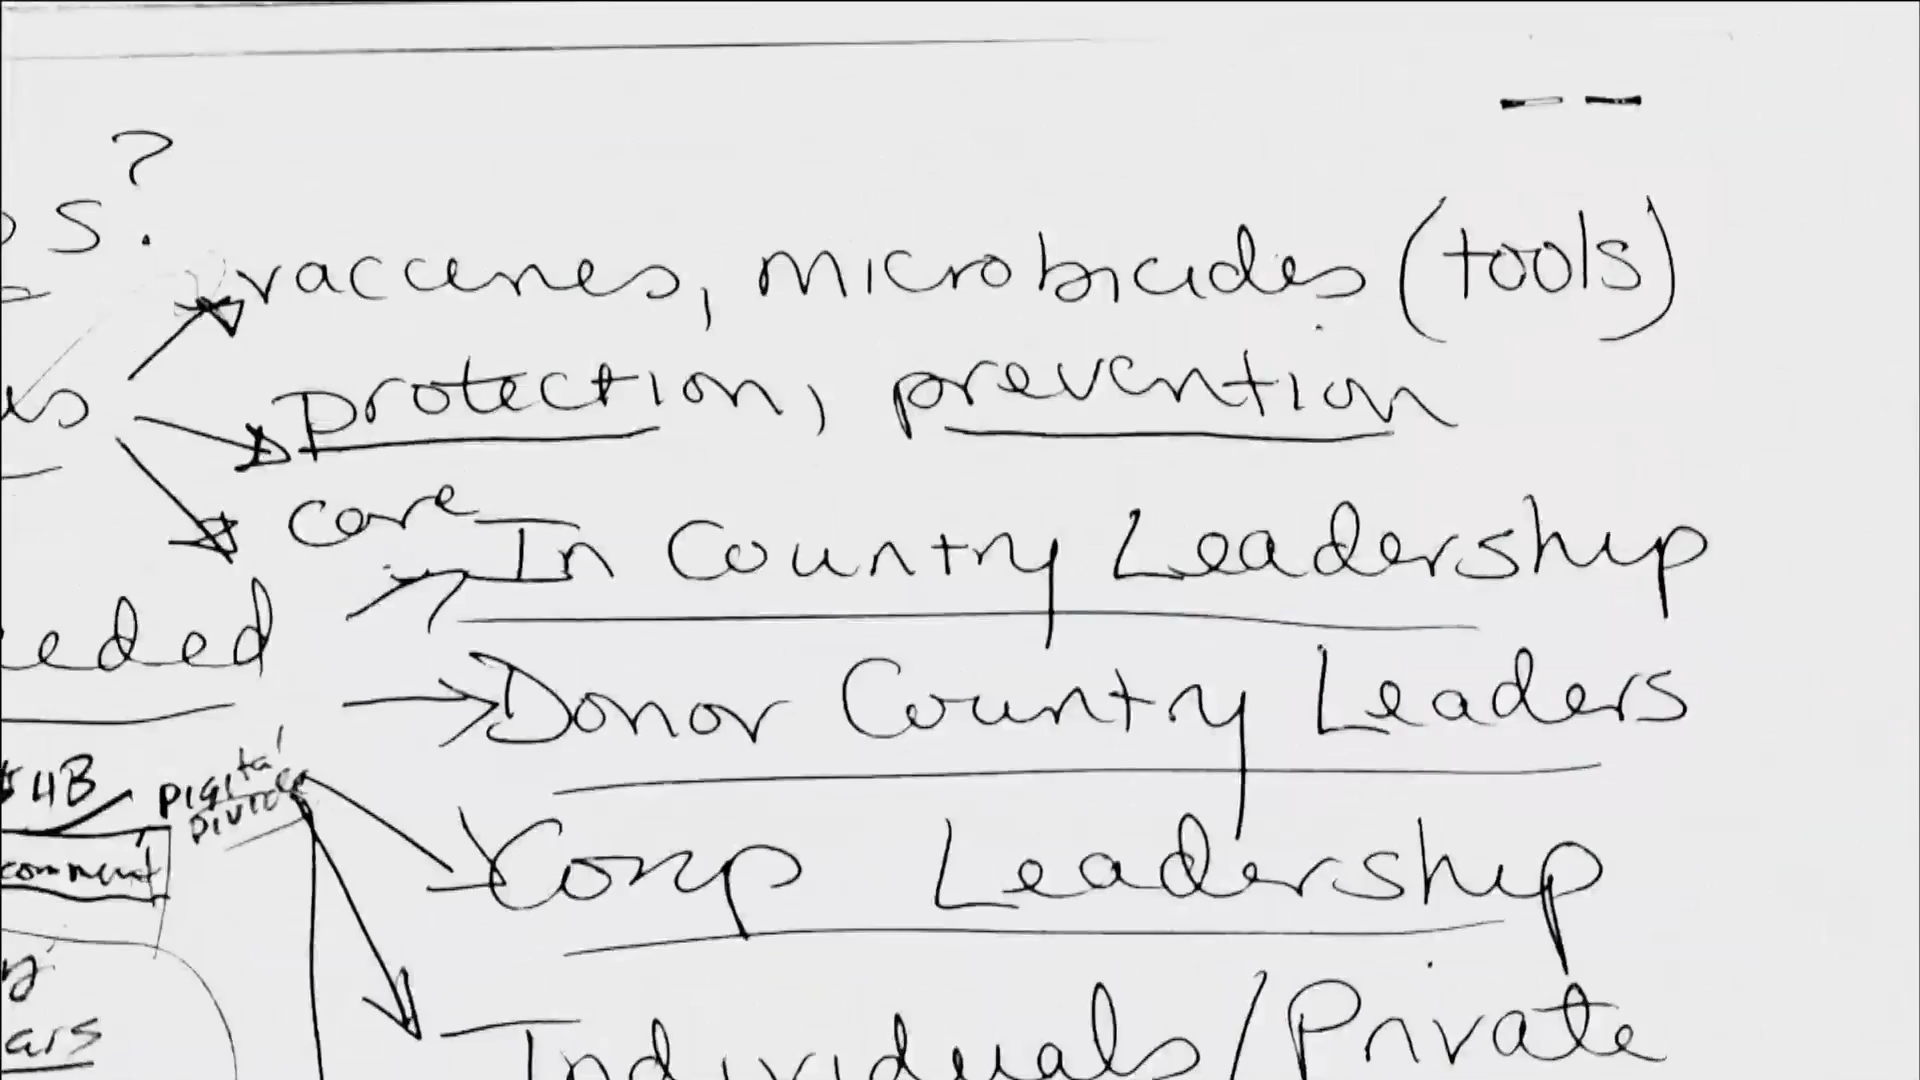 ?
s.
vaccines, microbicides (tools)
protection, prevention
care
In Country Leadership
eded
Donor Country Leaders
4B
Digital
Divide
Corp Leadership
comment
ars
Individuals/Private